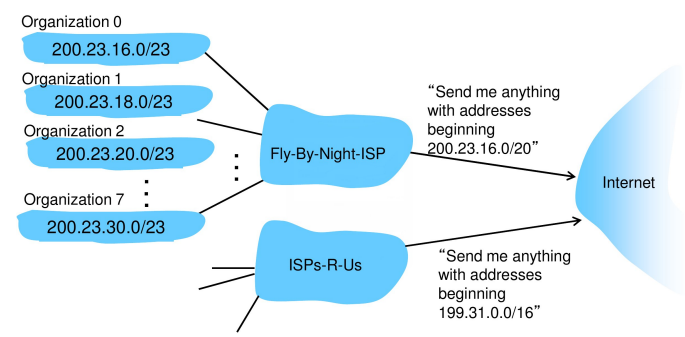 Organization 0
200.23.16.0/23
Organization 1
200.23.18.0/23
Organization 2
200.23.20.0/23
Organization 7
200.23.30.0/23
Fly-By-Night-ISP
“Send me anything
with addresses
beginning
200.23.16.0/20”
Internet
ISPs-R-Us
“Send me anything
with addresses
beginning
199.31.0.0/16”